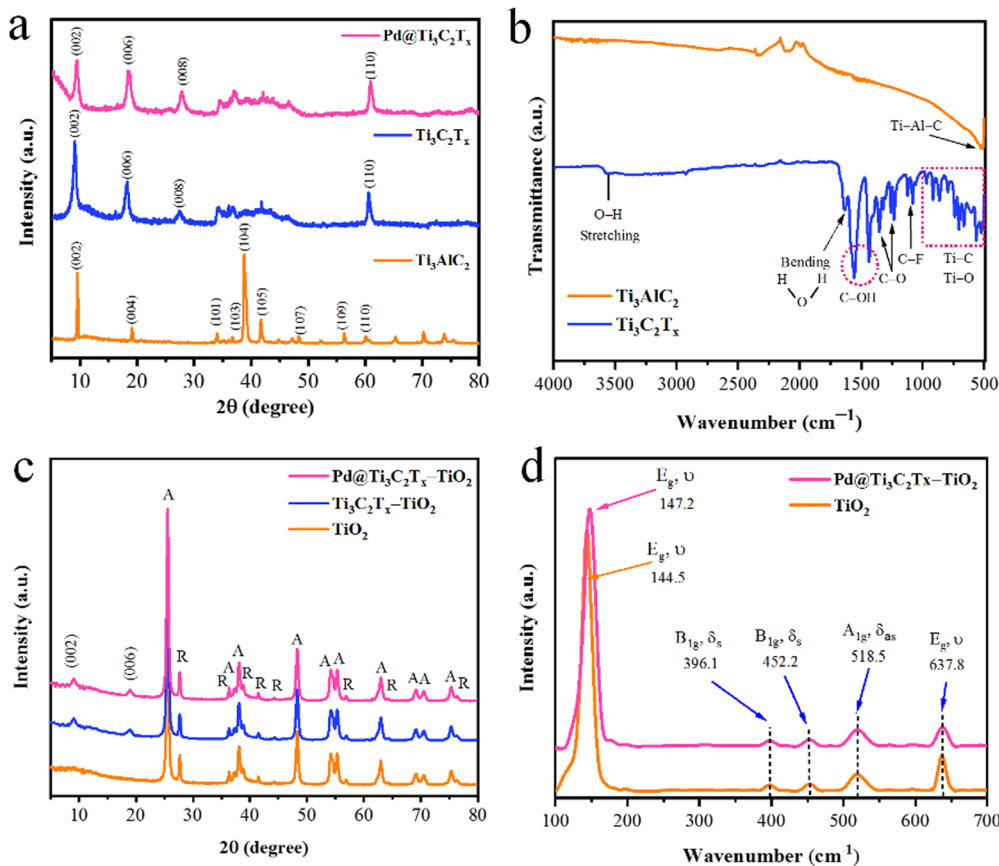 a
Pd@Ti₃C₂Tₓ
(002)
(006)
(008)
(110)
Ti₃C₂Tₓ
(002)
(006)
(008)
(110)
Ti₃AlC₂
(002)
(004)
(101)
(103)
(104)
(105)
(107)
(109)
(110)
Intensity (a.u.)
10 20 30 40 50 60 70 80
2θ (degree)
b
Ti–Al–C
O–H
Stretching
Bending
H H
O
C–OH
C–O
C–F
Ti–C
Ti–O
Ti₃AlC₂
Ti₃C₂Tₓ
Transmittance (a.u.)
4000 3500 3000 2500 2000 1500 1000 500
Wavenumber (cm⁻¹)
c
Pd@Ti₃C₂Tₓ–TiO₂
Ti₃C₂Tₓ–TiO₂
TiO₂
(002)
(006)
A
R
R
A
A
R
R
R
A
A
A
R
A
R
A
A
A
R
Intensity (a.u.)
10 20 30 40 50 60 70 80
2θ (degree)
d
Pd@Ti₃C₂Tx–TiO₂
TiO₂
E_g, υ
147.2
E_g, υ
144.5
B₁g, δₛ
396.1
B₁g, δₛ
452.2
A₁g, δₐₛ
518.5
E_g, υ
637.8
Intensity (a.u.)
100 200 300 400 500 600 700
Wavenumber (cm⁻¹)